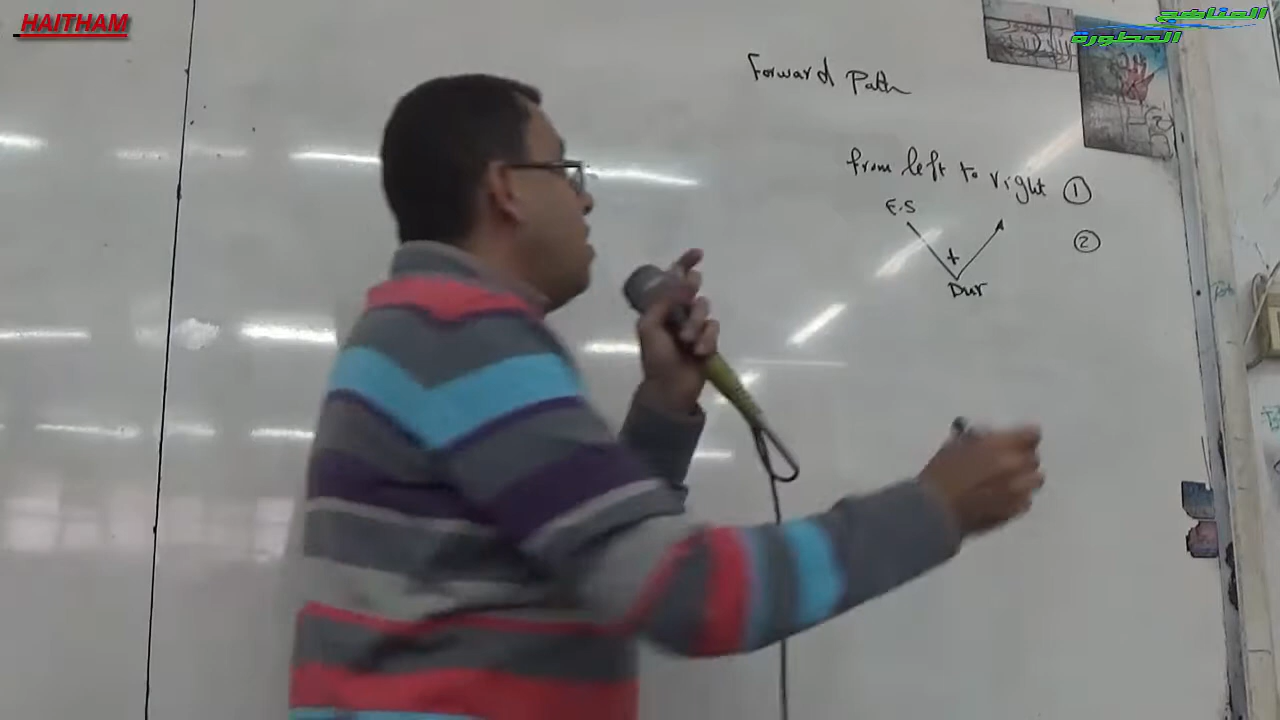 HAITHAM
المناهج
المطورة
Forward Path
from left to right ①
E.S
②
+
Dur